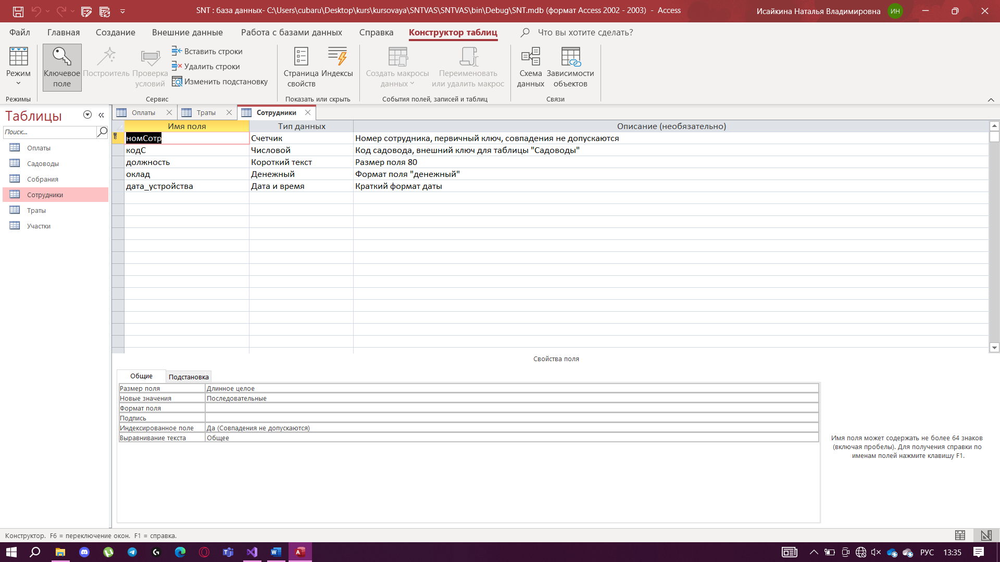 SNT : база данных- C:\Users\cubaru\Desktop\kurs\kursovaya\SNTVAS\SNTVAS\bin\Debug\SNT.mdb (формат Access 2002 - 2003) - Access
Исайкина Наталья Владимировна
ИН
Файл Главная Создание Внешние данные Работа с базами данных Справка Конструктор таблиц Что вы хотите сделать?
Режим
Ключевое поле
Построитель
Проверка условий
Вставить строки
Удалить строки
Изменить подстановку
Страница свойств
Индексы
Создать макросы данных
Переименовать или удалить макрос
Схема данных
Зависимости объектов
Режимы
Сервис
Показать или скрыть
События полей, записей и таблиц
Связи
Таблицы
Поиск...
Оплаты
Садоводы
Собрания
Сотрудники
Траты
Участки
Оплаты Траты Сотрудники
Имя поля Тип данных Описание (необязательно)
номСотр Счетчик Номер сотрудника, первичный ключ, совпадения не допускаются
кодС Числовой Код садовода, внешний ключ для таблицы "Садоводы"
должность Короткий текст Размер поля 80
оклад Денежный Формат поля "денежный"
дата_устройства Дата и время Краткий формат даты
Свойства поля
Общие Подстановка
Размер поля Длинное целое
Новые значения Последовательные
Формат поля
Подпись
Индексированное поле Да (Совпадения не допускаются)
Выравнивание текста Общее
Имя поля может содержать не более 64 знаков
(включая пробелы). Для получения справки по
именам полей нажмите клавишу F1.
Конструктор. F6 = переключение окон. F1 = справка.
РУС 13:35